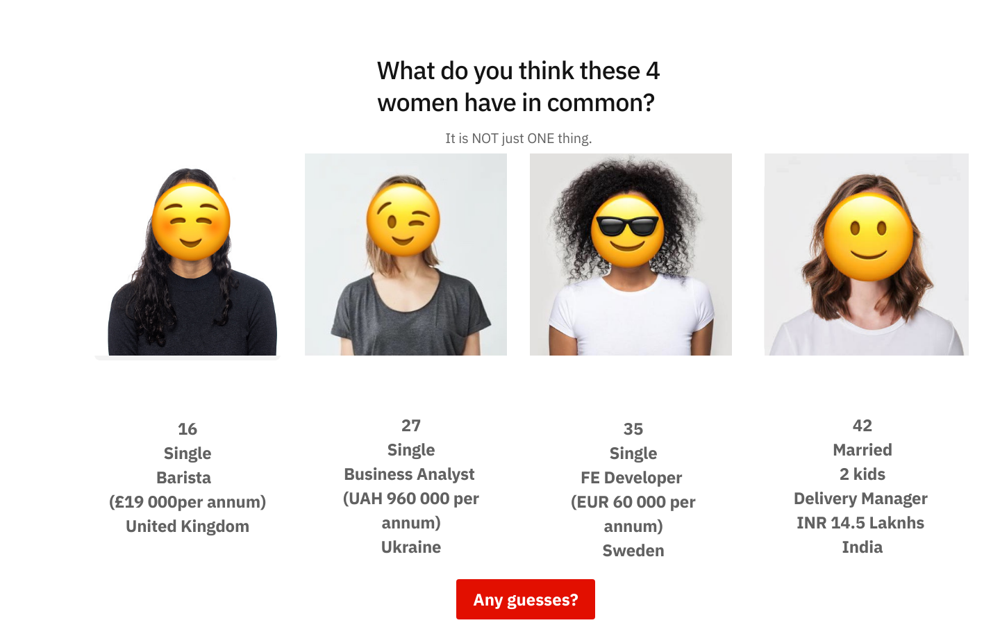 What do you think these 4
women have in common?
It is NOT just ONE thing.
16
Single
Barista
(£19 000per annum)
United Kingdom
27
Single
Business Analyst
(UAH 960 000 per
annum)
Ukraine
35
Single
FE Developer
(EUR 60 000 per
annum)
Sweden
42
Married
2 kids
Delivery Manager
INR 14.5 Laknhs
India
Any guesses?